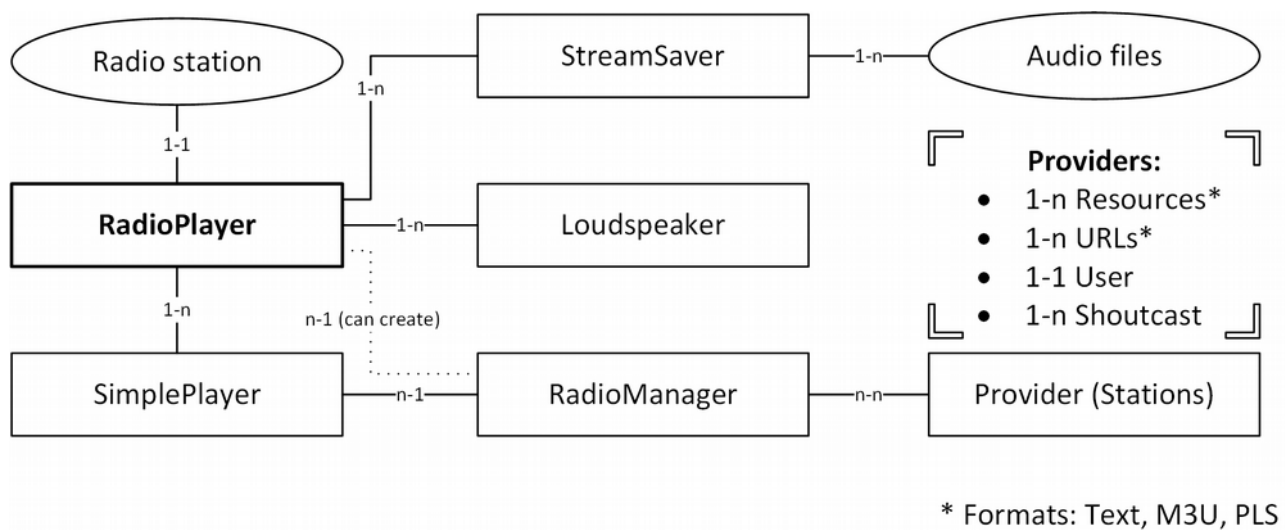 Radio station
StreamSaver
1-n
Audio files
1-n
1-1
Providers:
• 1-n Resources*
• 1-n URLs*
• 1-1 User
• 1-n Shoutcast
RadioPlayer
1-n
Loudspeaker
1-n
n-1 (can create)
SimplePlayer
n-1
RadioManager
n-n
Provider (Stations)
* Formats: Text, M3U, PLS